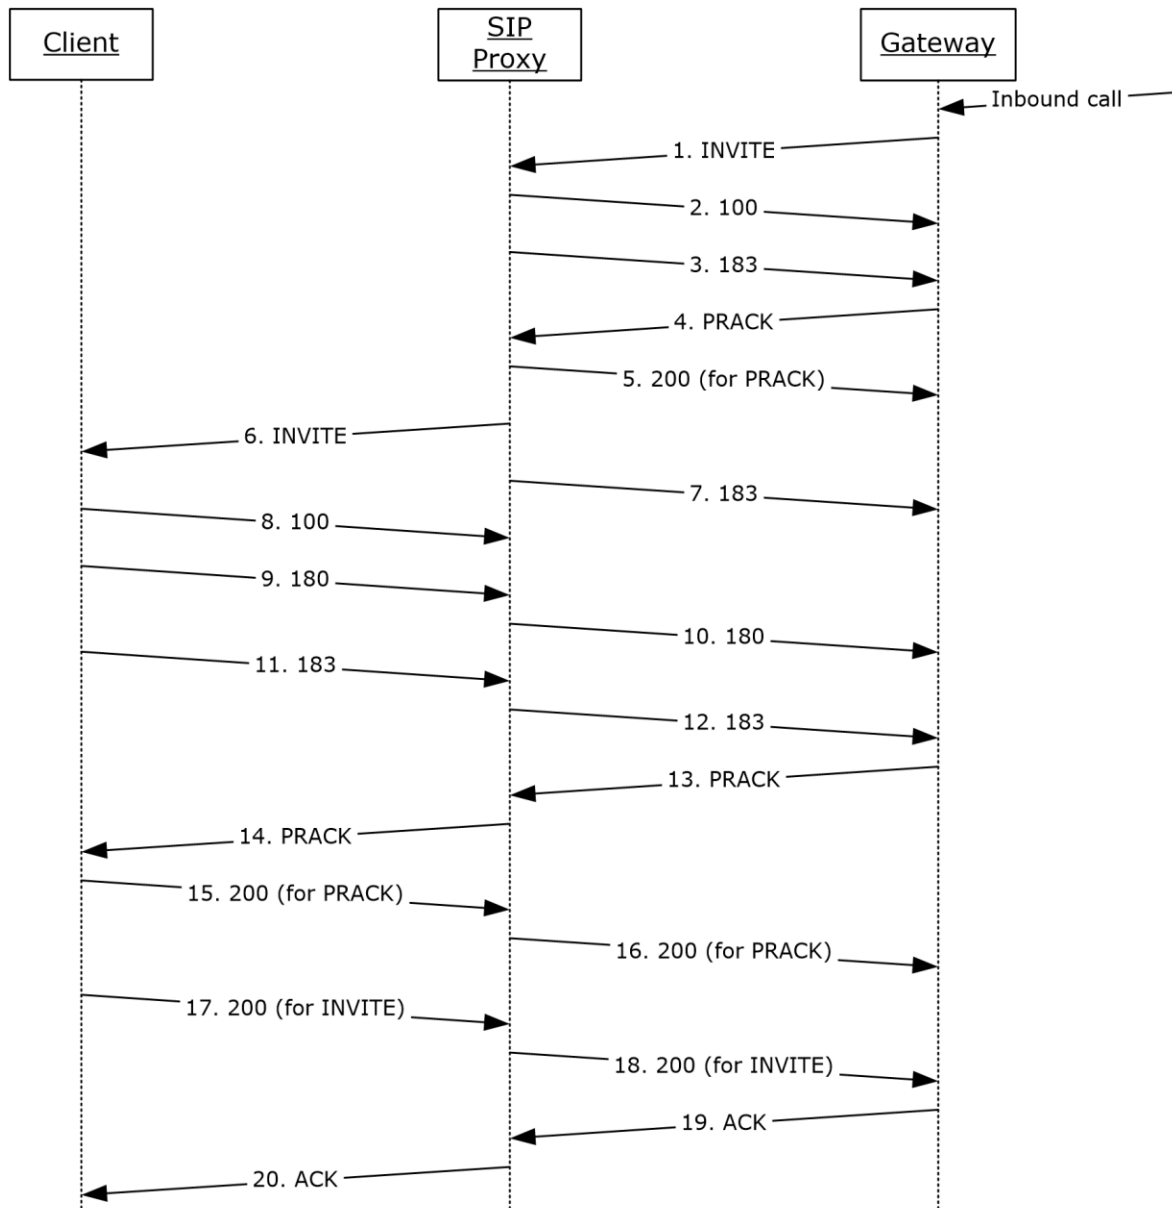 Client
SIP
Proxy
Gateway
Inbound call
1. INVITE
2. 100
3. 183
4. PRACK
5. 200 (for PRACK)
6. INVITE
7. 183
8. 100
9. 180
10. 180
11. 183
12. 183
13. PRACK
14. PRACK
15. 200 (for PRACK)
16. 200 (for PRACK)
17. 200 (for INVITE)
18. 200 (for INVITE)
19. ACK
20. ACK